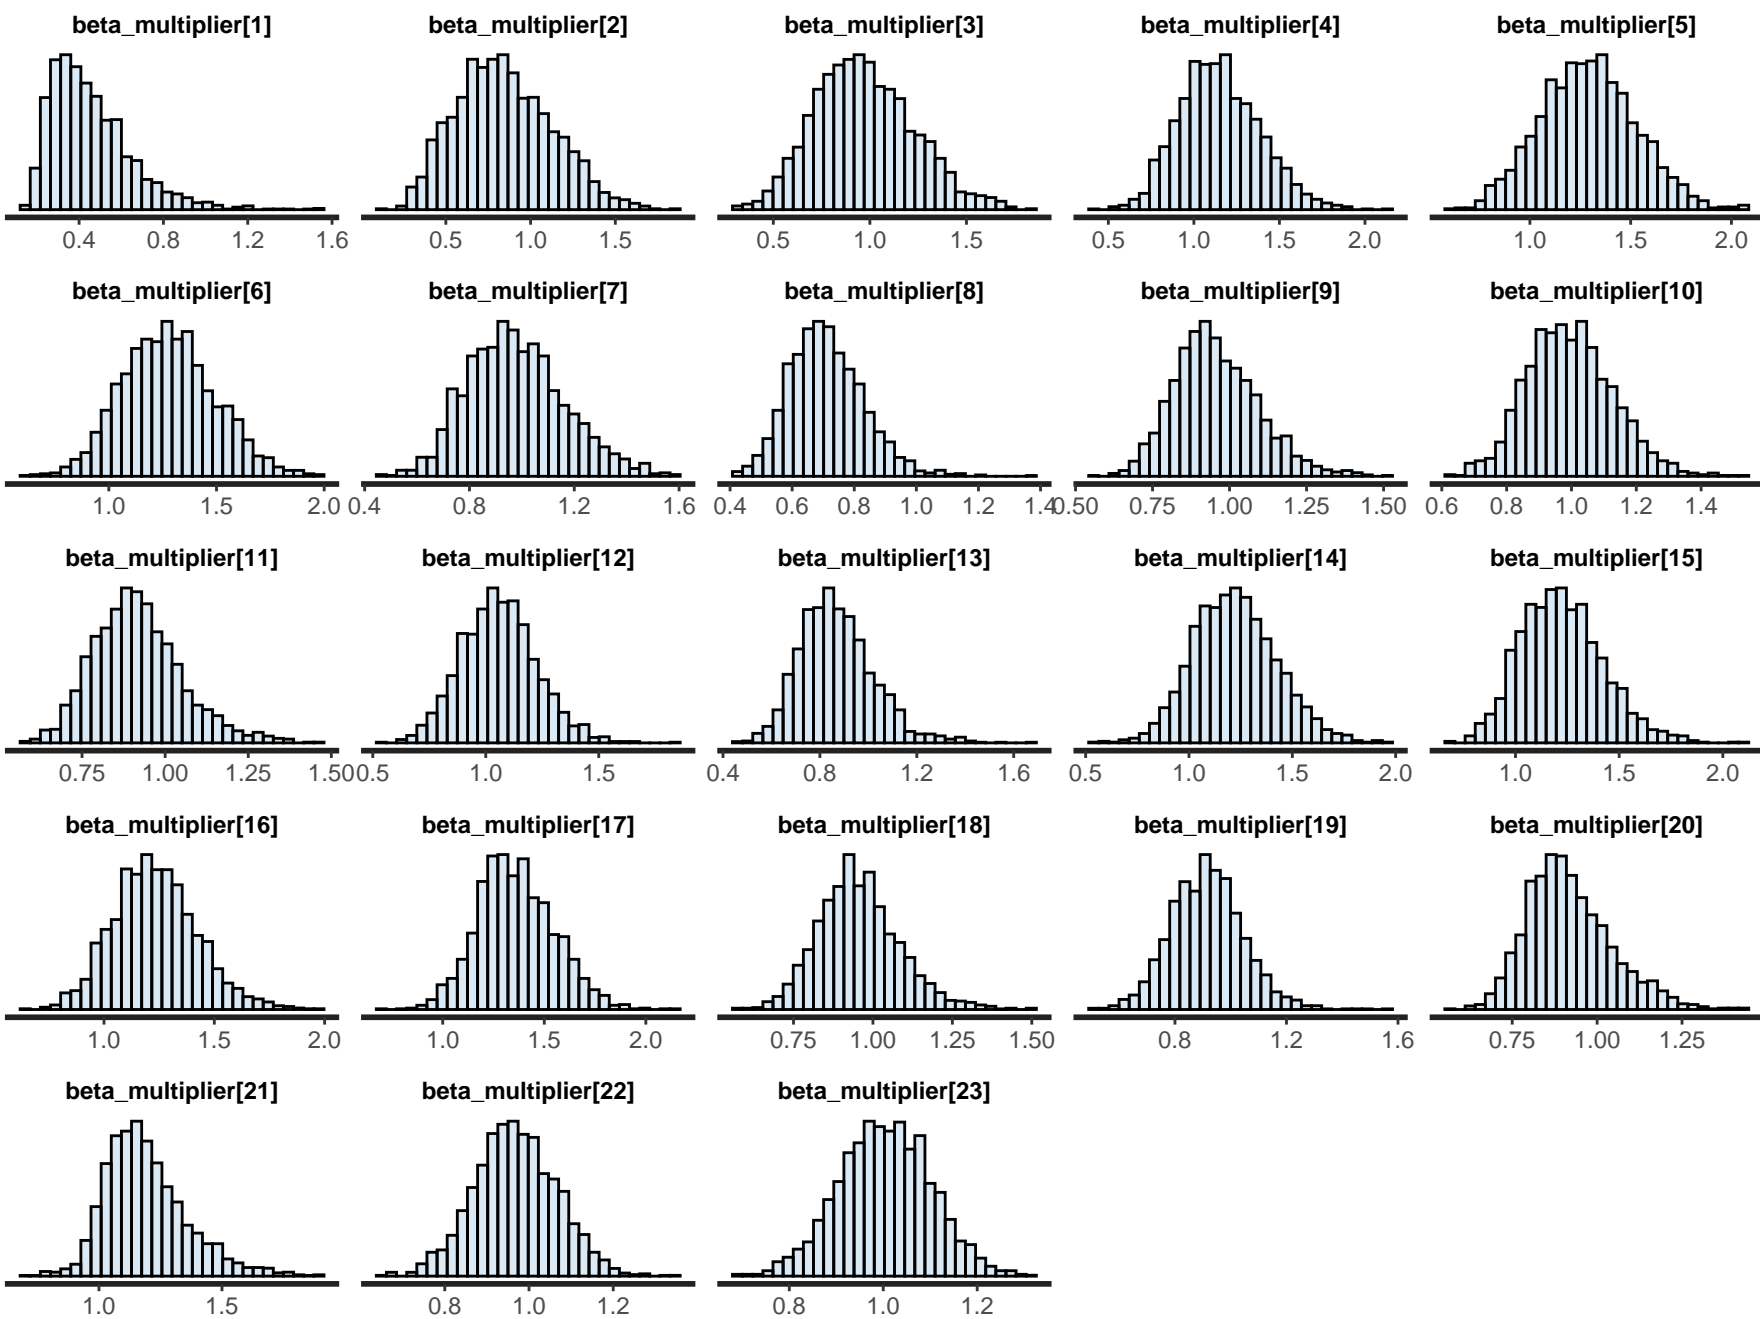 beta_multiplier[1] beta_multiplier[2] beta_multiplier[3] beta_multiplier[4] beta_multiplier[5]
0.4 0.8 1.2 1.6 0.5 1.0 1.5 0.5 1.0 1.5 0.5 1.0 1.5 2.0 1.0 1.5 2.0
beta_multiplier[6] beta_multiplier[7] beta_multiplier[8] beta_multiplier[9] beta_multiplier[10]
1.0 1.5 2.0 0.4 0.8 1.2 1.6 0.4 0.6 0.8 1.0 1.2 1.4 0.50 0.75 1.00 1.25 1.50 0.6 0.8 1.0 1.2 1.4
beta_multiplier[11] beta_multiplier[12] beta_multiplier[13] beta_multiplier[14] beta_multiplier[15]
0.75 1.00 1.25 1.50 0.5 1.0 1.5 0.4 0.8 1.2 1.6 0.5 1.0 1.5 2.0 1.0 1.5 2.0
beta_multiplier[16] beta_multiplier[17] beta_multiplier[18] beta_multiplier[19] beta_multiplier[20]
1.0 1.5 2.0 1.0 1.5 2.0 0.75 1.00 1.25 1.50 0.8 1.2 1.6 0.75 1.00 1.25
beta_multiplier[21] beta_multiplier[22] beta_multiplier[23]
1.0 1.5 0.8 1.0 1.2 0.8 1.0 1.2